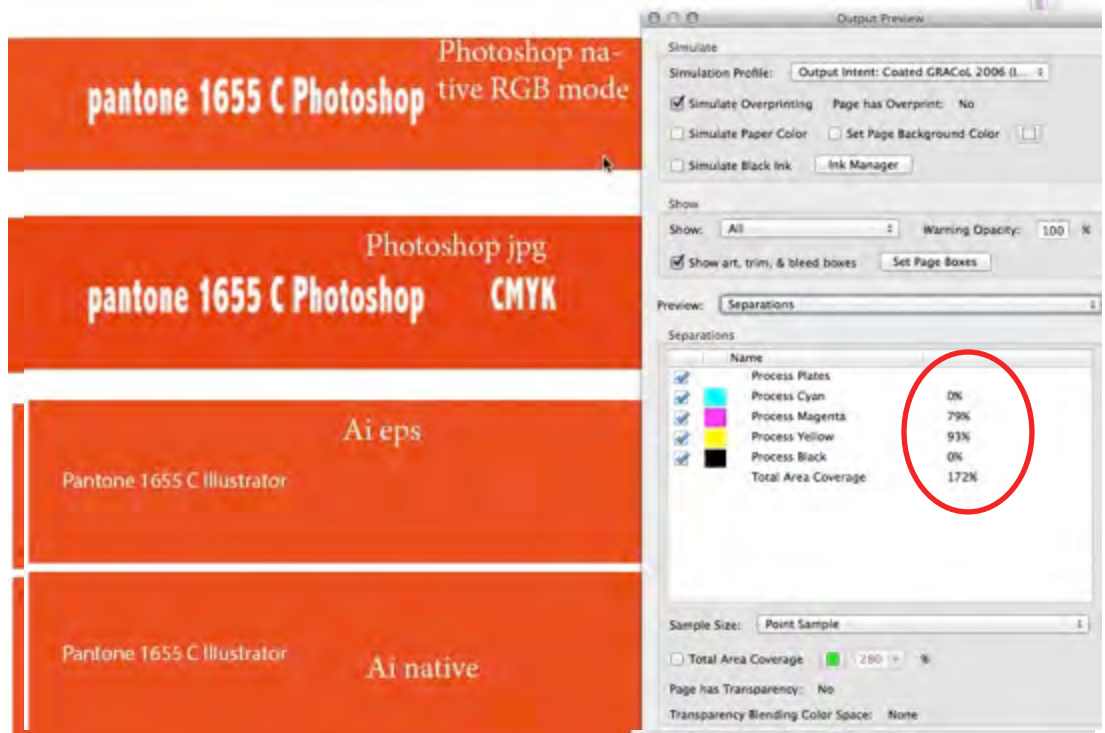 Photoshop na-
tive RGB mode
pantone 1655 C Photoshop
Photoshop jpg
pantone 1655 C Photoshop CMYK
Ai eps
Pantone 1655 C Illustrator
Pantone 1655 C Illustrator
Ai native
Output Preview
Simulate
Simulation Profile: Output Intent: Coated GRACoL 2006 (I...
Simulate Overprinting Page has Overprint: No
Simulate Paper Color Set Page Background Color
Simulate Black Ink Ink Manager
Show
Show: All Warning Opacity: 100 %
Show art, trim, & bleed boxes Set Page Boxes
Preview: Separations
Separations
Name
Process Plates
Process Cyan 0%
Process Magenta 79%
Process Yellow 93%
Process Black 0%
Total Area Coverage 172%
Sample Size: Point Sample
Total Area Coverage 280 %
Page has Transparency: No
Transparency Blending Color Space: None